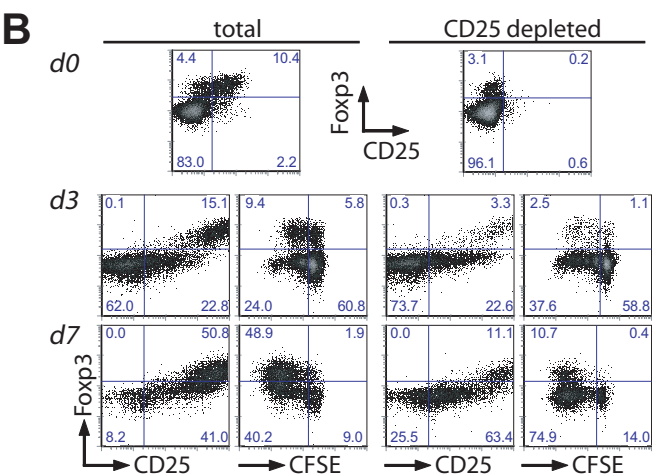 B
total CD25 depleted
d0
4.4 10.4 3.1 0.2
Foxp3
CD25
83.0 2.2 96.1 0.6
d3
0.1 15.1 9.4 5.8 0.3 3.3 2.5 1.1
62.0 22.8 24.0 60.8 73.7 22.6 37.6 58.8
d7
0.0 50.8 48.9 1.9 0.0 11.1 10.7 0.4
Foxp3
8.2 41.0 40.2 9.0 25.5 63.4 74.9 14.0
CD25 CFSE CD25 CFSE